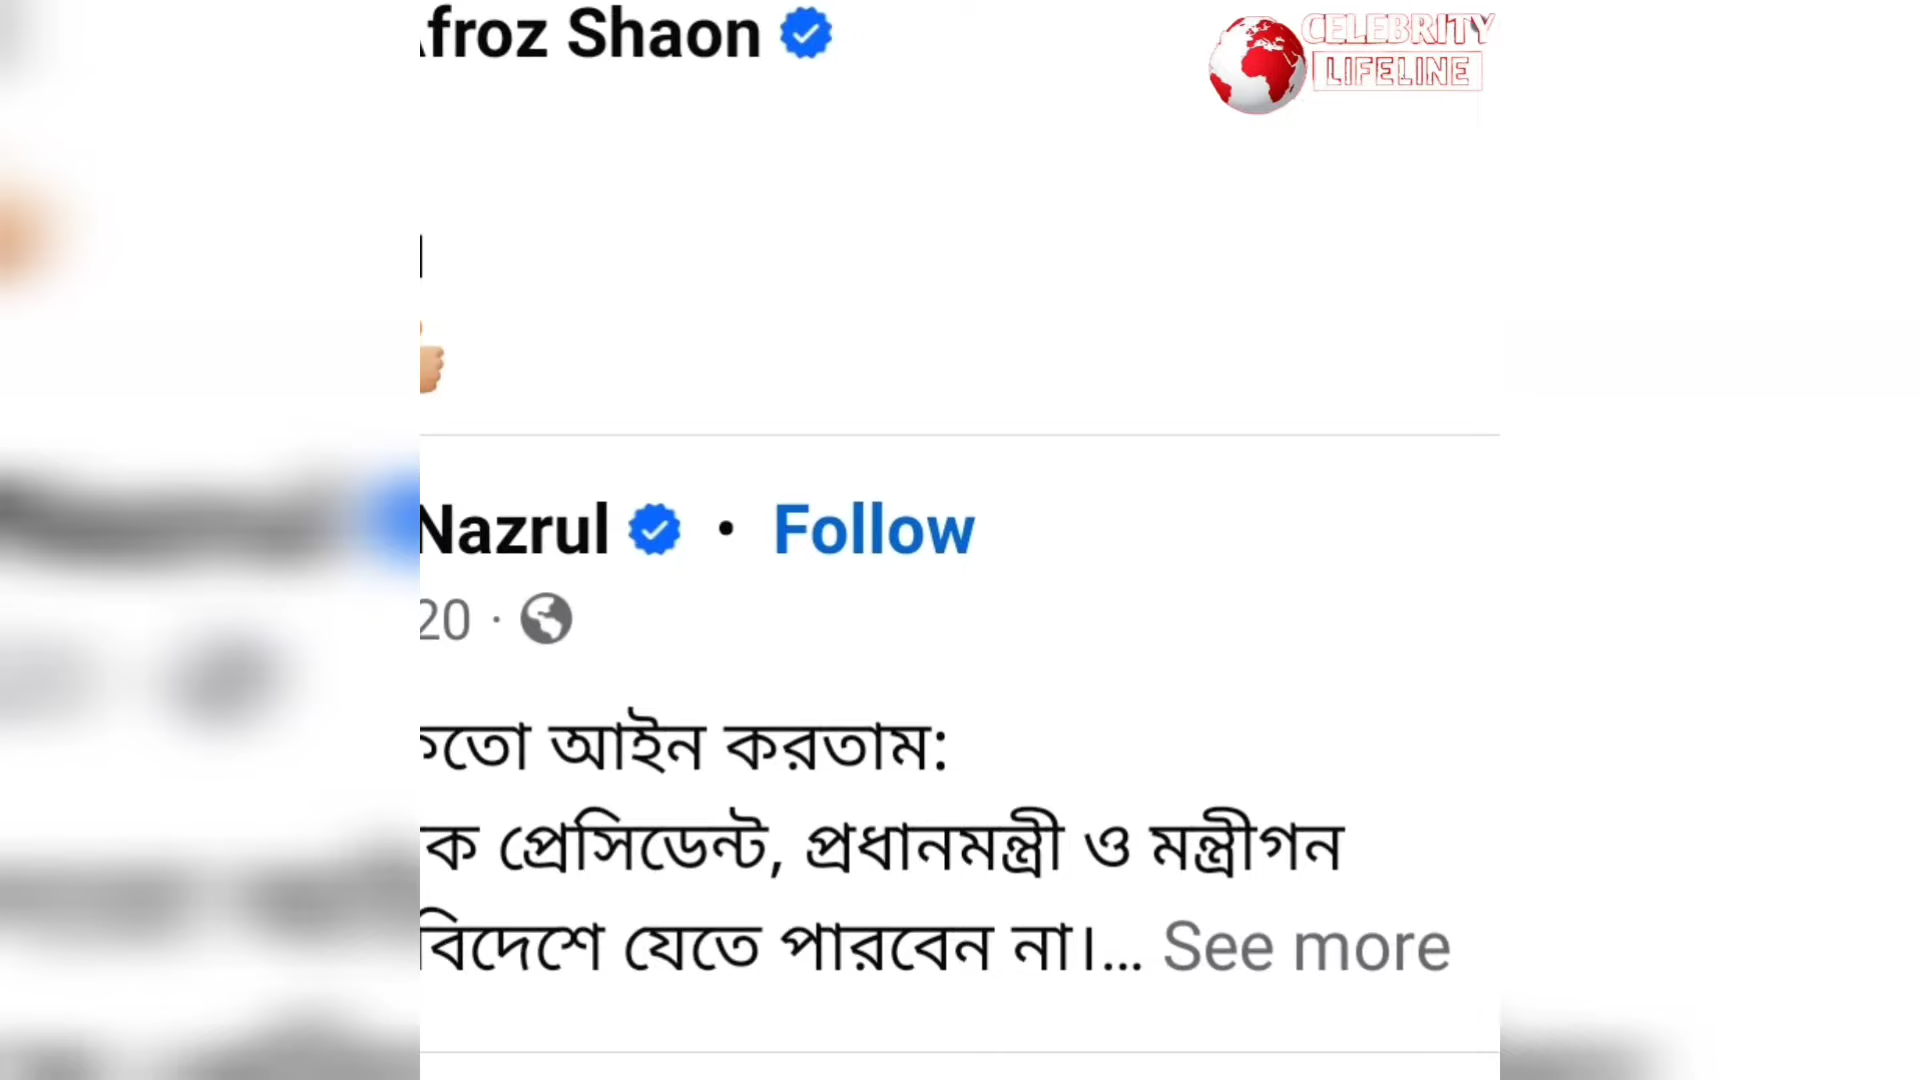 froz Shaon
CELEBRITY
LIFELINE
Nazrul • Follow
20 ·
আইন করতাম:
প্রেসিডেন্ট, প্রধানমন্ত্রী ও মন্ত্রীগন
বিদেশে যেতে পারবেন না।... See more